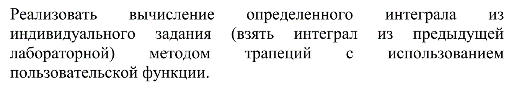 Реализовать вычисление определенного интеграла из
индивидуального задания (взять интеграл из предыдущей
лабораторной) методом трапеций с использованием
пользовательской функции.